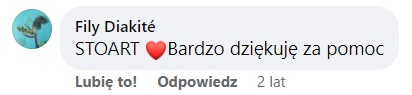 Fily Diakité
STOART ❤️Bardzo dziękuję za pomoc
Lubię to! Odpowiedz 2 lat